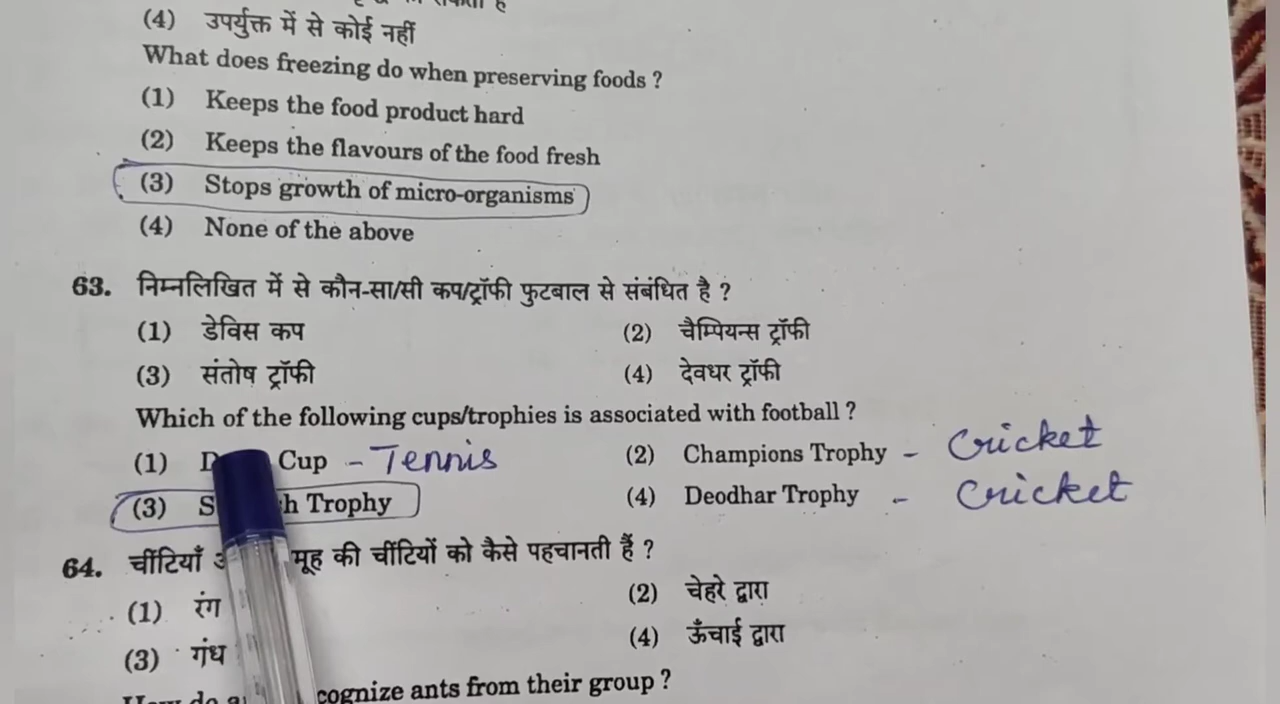 (4) उपर्युक्त में से कोई नहीं
What does freezing do when preserving foods ?
(1) Keeps the food product hard
(2) Keeps the flavours of the food fresh
(3) Stops growth of micro-organisms
(4) None of the above
63. निम्नलिखित में से कौन-सा/सी कप/ट्रॉफी फुटबाल से संबंधित है ?
(1) डेविस कप (2) चैम्पियन्स ट्रॉफी
(3) संतोष ट्रॉफी (4) देवधर ट्रॉफी
Which of the following cups/trophies is associated with football ?
(1) Cup - Tennis (2) Champions Trophy - Cricket
(3) Trophy (4) Deodhar Trophy - Cricket
64. चींटियाँ की चींटियों को कैसे पहचानती हैं ?
(1) रंग (2) चेहरे द्वारा
(3) गंध (4) ऊँचाई द्वारा
How do ants from their group ?